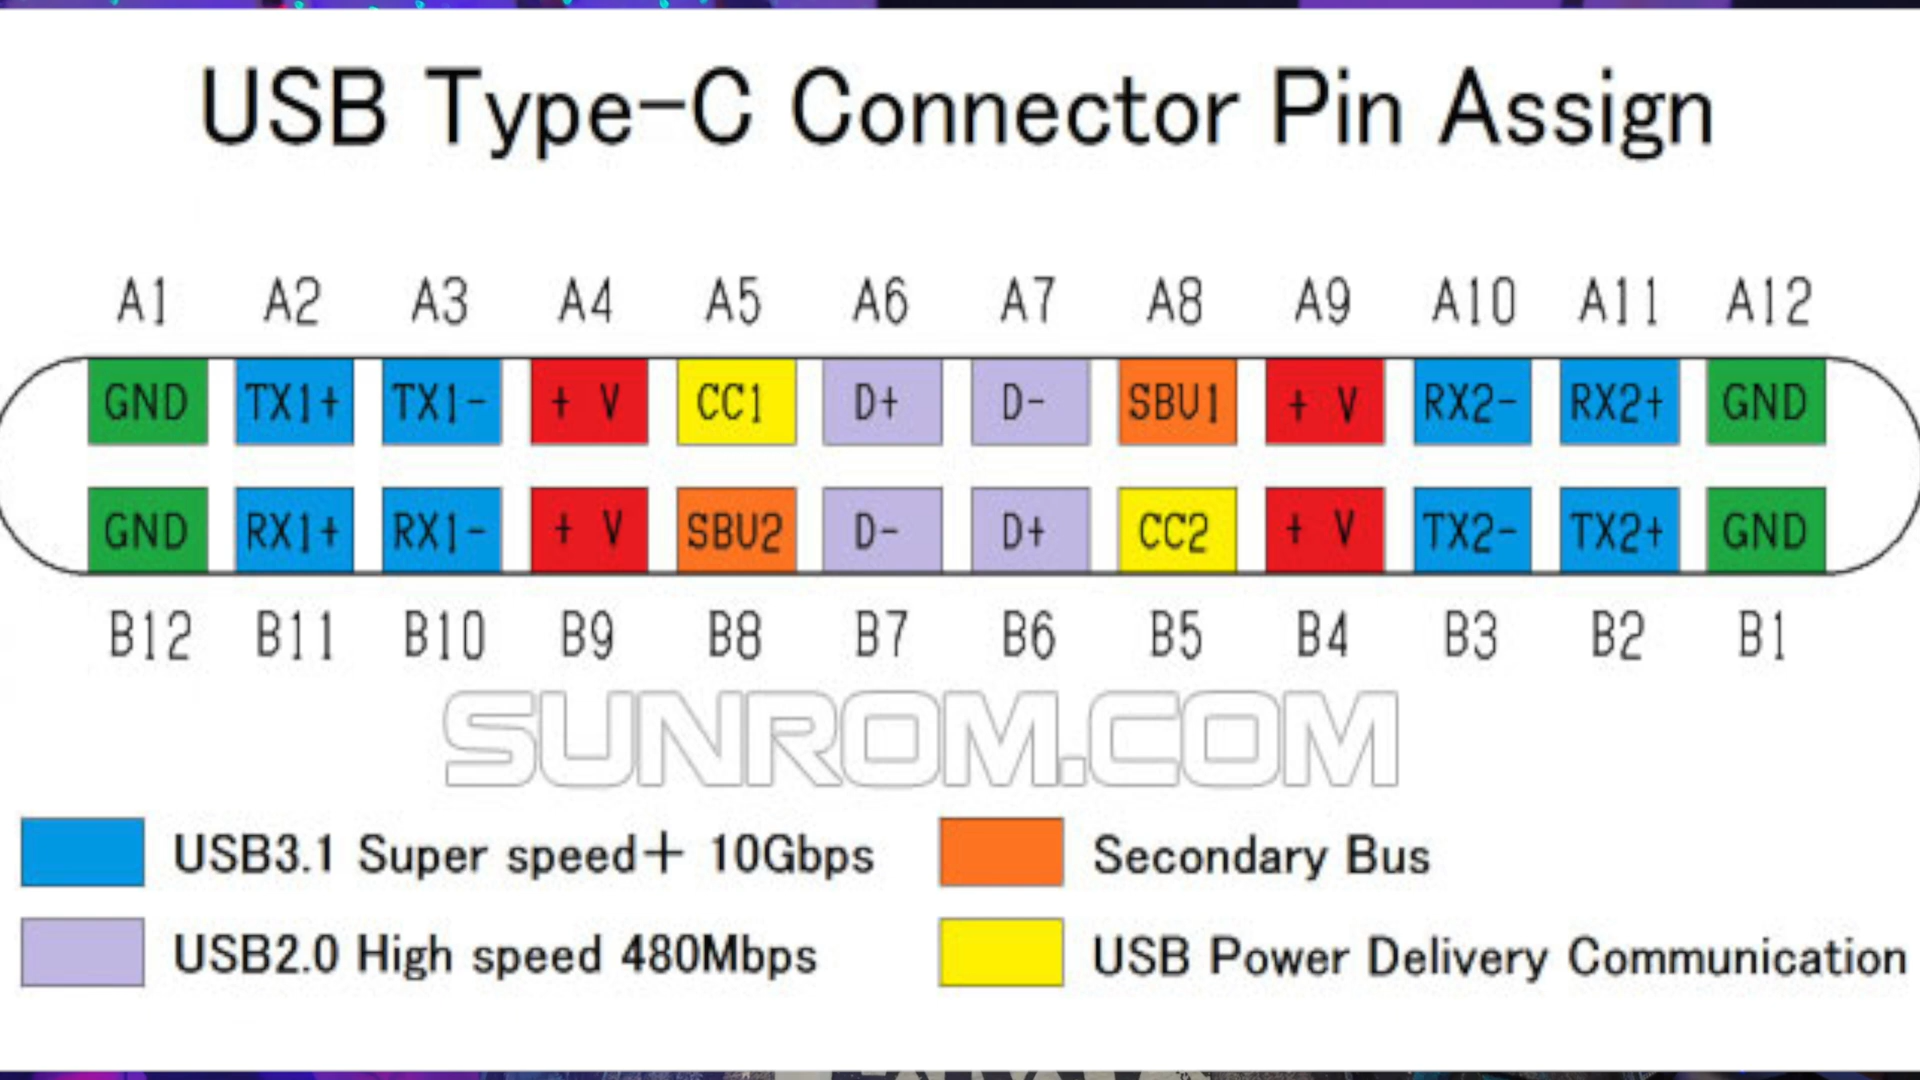 USB Type-C Connector Pin Assign
A1 A2 A3 A4 A5 A6 A7 A8 A9 A10 A11 A12
GND TX1+ TX1- + V CC1 D+ D- SBU1 + V RX2- RX2+ GND
GND RX1+ RX1- + V SBU2 D- D+ CC2 + V TX2- TX2+ GND
B12 B11 B10 B9 B8 B7 B6 B5 B4 B3 B2 B1
SUNROM.COM
USB3.1 Super speed+ 10Gbps
Secondary Bus
USB2.0 High speed 480Mbps
USB Power Delivery Communication